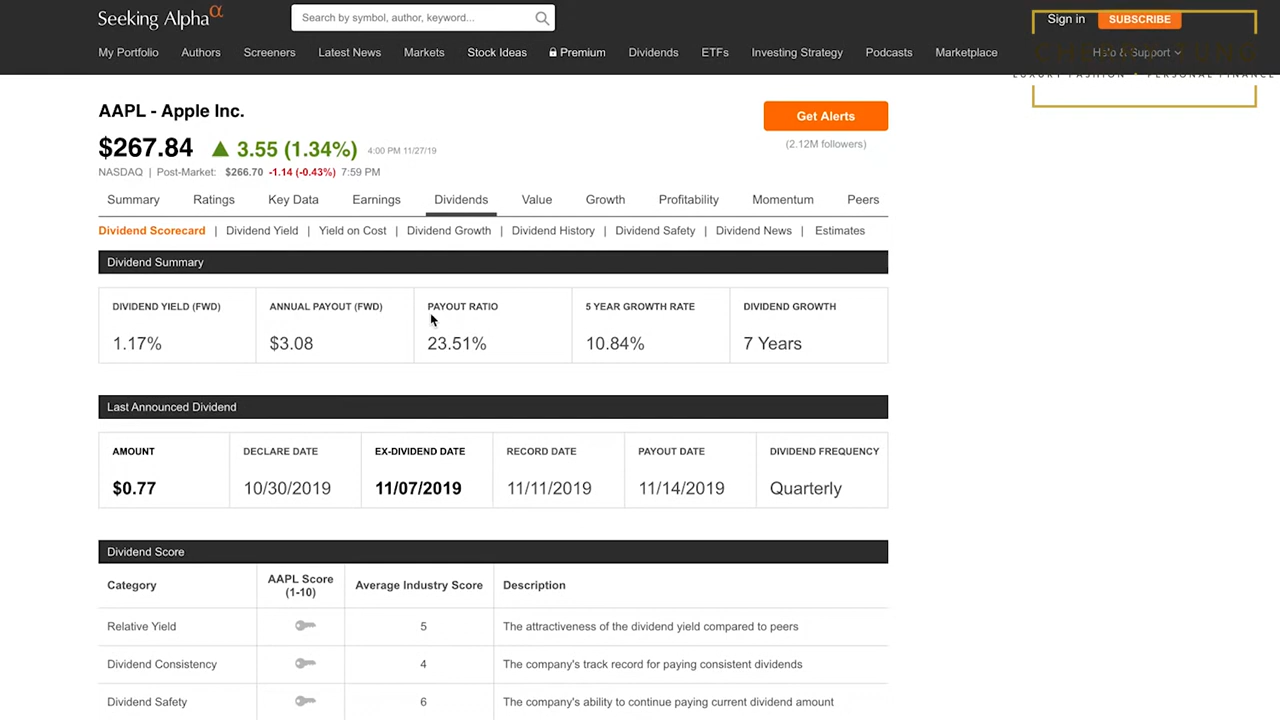 Seeking Alpha α
Search by symbol, author, keyword...
Sign in
SUBSCRIBE
My Portfolio Authors Screeners Latest News Markets Stock Ideas Premium Dividends ETFs Investing Strategy Podcasts Marketplace Help & Support
LUXURY FASHION PERSONAL FINANCE
AAPL - Apple Inc.
Get Alerts
$267.84 3.55 (1.34%) 4:00 PM 11/27/19
(2.12M followers)
NASDAQ | Post-Market: $266.70 -1.14 (-0.43%) 7:59 PM
Summary Ratings Key Data Earnings Dividends Value Growth Profitability Momentum Peers
Dividend Scorecard | Dividend Yield | Yield on Cost | Dividend Growth | Dividend History | Dividend Safety | Dividend News | Estimates
Dividend Summary
DIVIDEND YIELD (FWD) ANNUAL PAYOUT (FWD) PAYOUT RATIO 5 YEAR GROWTH RATE DIVIDEND GROWTH
1.17% $3.08 23.51% 10.84% 7 Years
Last Announced Dividend
AMOUNT DECLARE DATE EX-DIVIDEND DATE RECORD DATE PAYOUT DATE DIVIDEND FREQUENCY
$0.77 10/30/2019 11/07/2019 11/11/2019 11/14/2019 Quarterly
Dividend Score
Category AAPL Score (1-10) Average Industry Score Description
Relative Yield 5 The attractiveness of the dividend yield compared to peers
Dividend Consistency 4 The company's track record for paying consistent dividends
Dividend Safety 6 The company's ability to continue paying current dividend amount